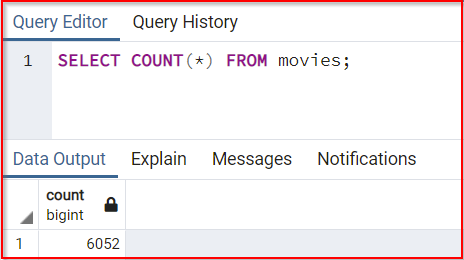 Query Editor Query History
1 SELECT COUNT(*) FROM movies;
Data Output Explain Messages Notifications
count
bigint
1 6052